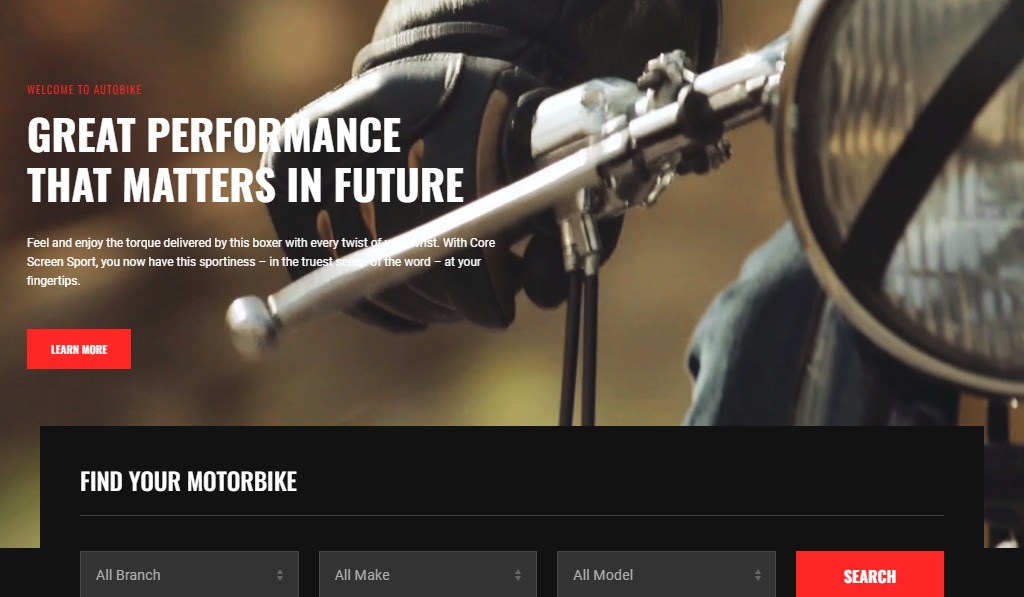 WELCOME TO AUTOBIKE
GREAT PERFORMANCE
THAT MATTERS IN FUTURE
Feel and enjoy the torque delivered by this boxer with every twist of your wrist. With Core
Screen Sport, you now have this sportiness – in the truest sense of the word – at your
fingertips.
LEARN MORE
FIND YOUR MOTORBIKE
All Branch
All Make
All Model
SEARCH